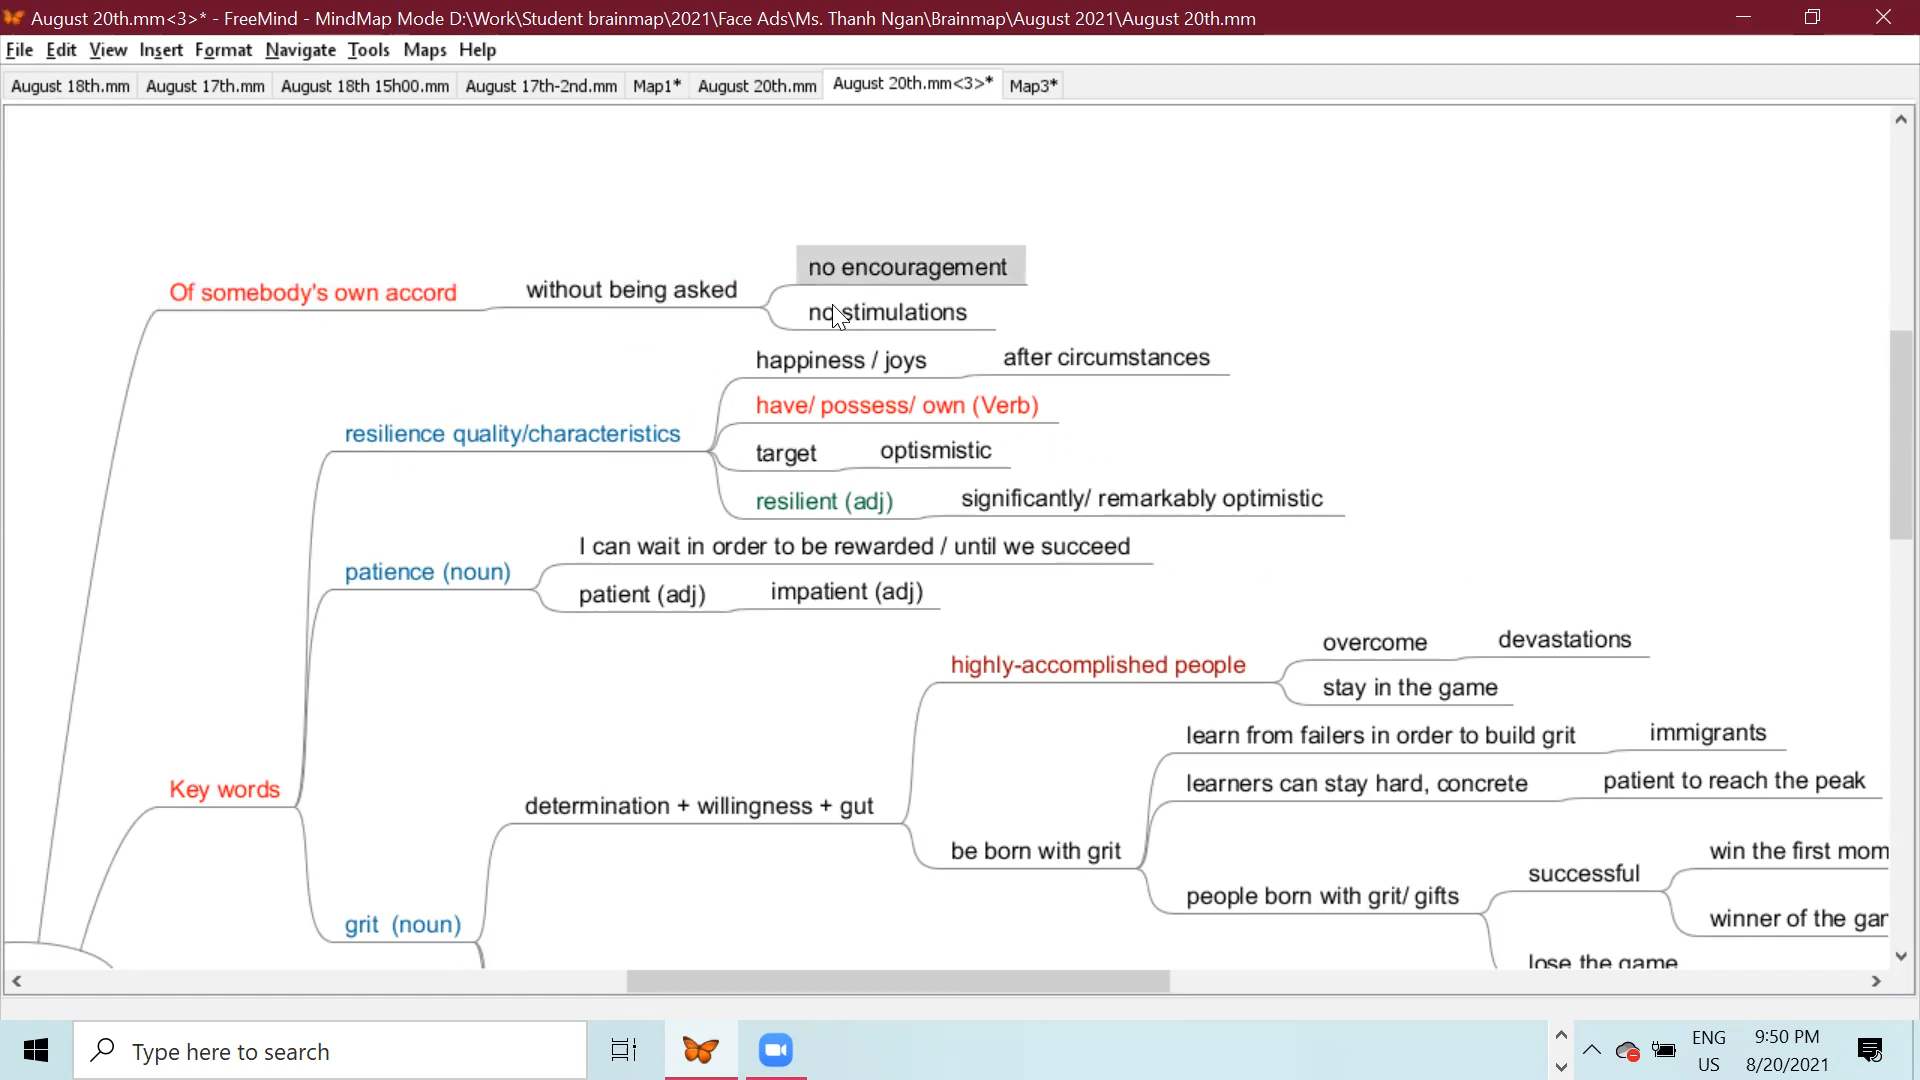 August 20th.mm<3>* - FreeMind - MindMap Mode D:\Work\Student brainmap\2021\Face Ads\Ms. Thanh Ngan\Brainmap\August 2021\August 20th.mm
File Edit View Insert Format Navigate Tools Maps Help
August 18th.mm August 17th.mm August 18th 15h00.mm August 17th-2nd.mm Map1* August 20th.mm August 20th.mm<3>* Map3*
no encouragement
Of somebody's own accord without being asked
no stimulations
happiness / joys after circumstances
have/ possess/ own (Verb)
resilience quality/characteristics
target optismistic
resilient (adj) significantly/ remarkably optimistic
I can wait in order to be rewarded / until we succeed
patience (noun)
patient (adj) impatient (adj)
overcome devastations
highly-accomplished people
stay in the game
learn from failers in order to build grit immigrants
learners can stay hard, concrete patient to reach the peak
Key words
determination + willingness + gut
be born with grit
win the first mom
successful
people born with grit/ gifts
winner of the gar
grit (noun)
lose the game
Type here to search
ENG
US
9:50 PM
8/20/2021